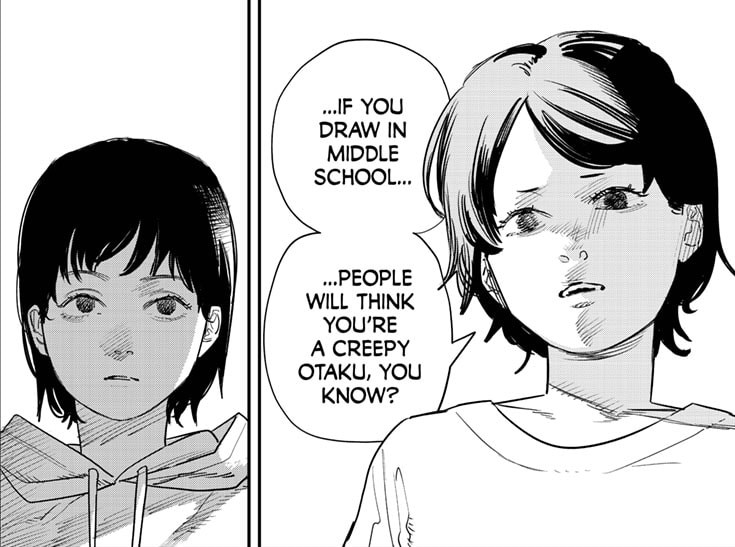 ...IF YOU
DRAW IN
MIDDLE
SCHOOL...
...PEOPLE
WILL THINK
YOU'RE
A CREEPY
OTAKU, YOU
KNOW?